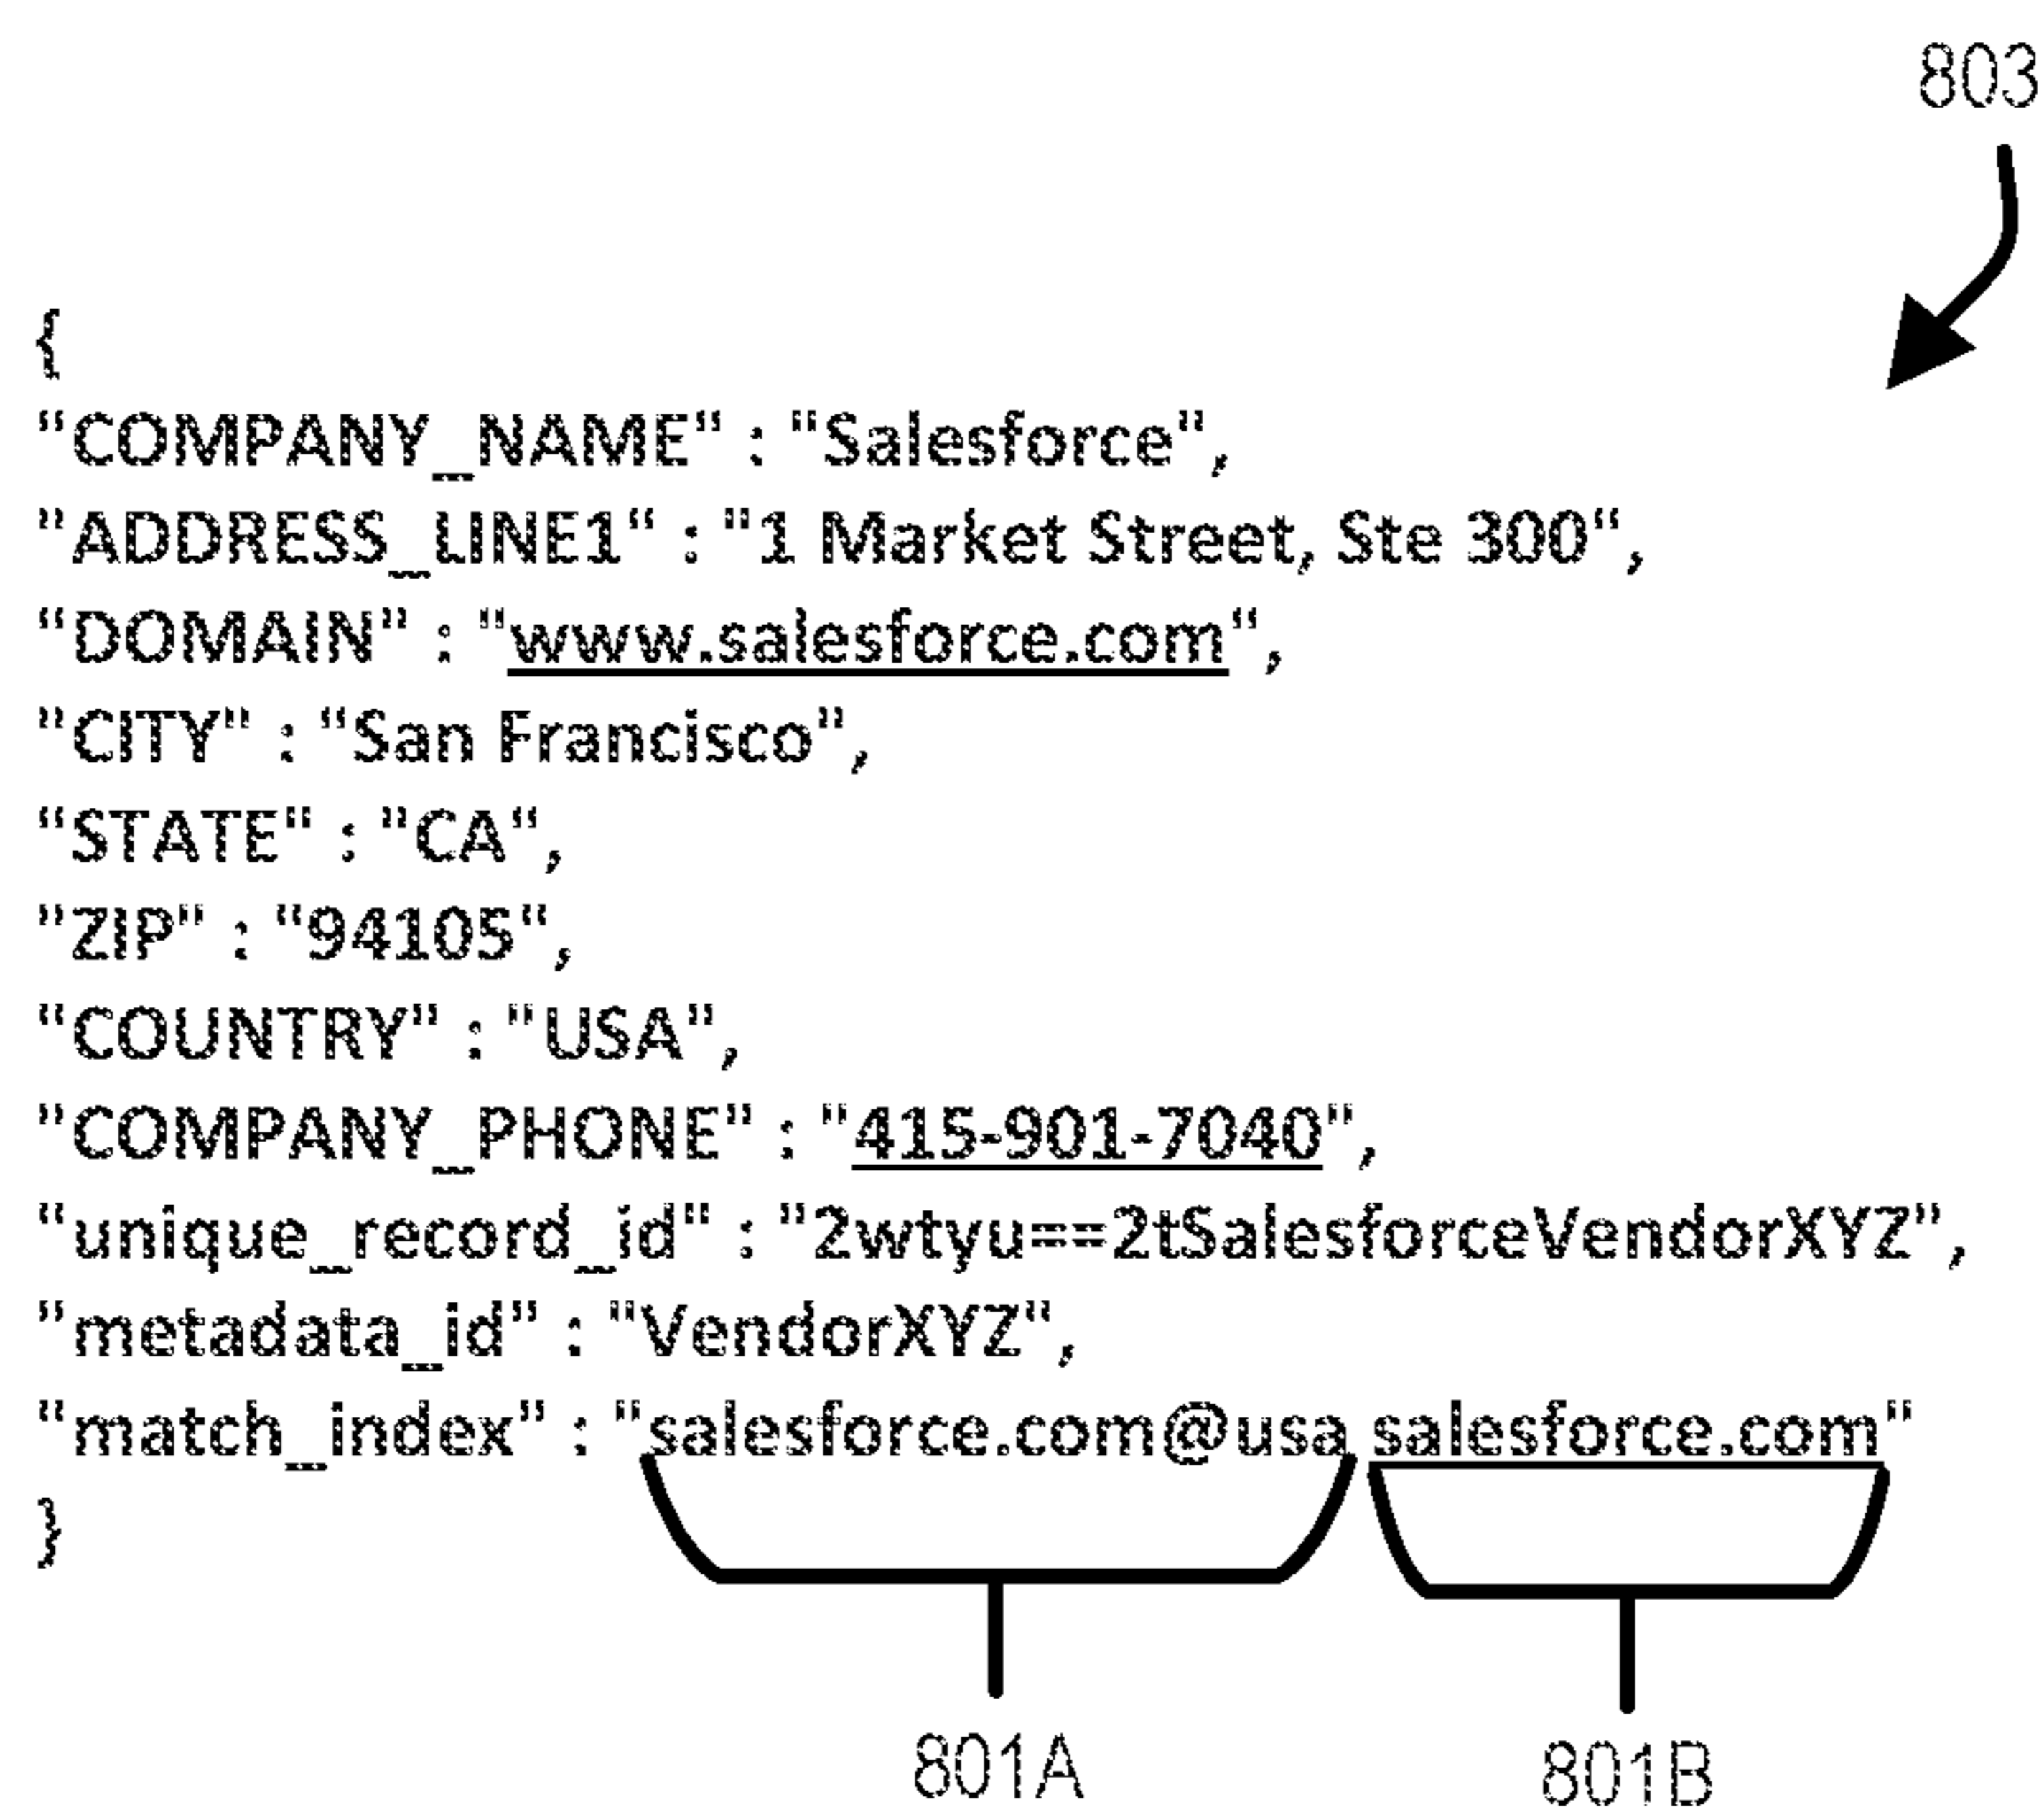 803
{
"COMPANY_NAME" : "Salesforce",
"ADDRESS_LINE1" : "1 Market Street, Ste 300",
"DOMAIN" : "www.salesforce.com",
"CITY" : "San Francisco",
"STATE" : "CA",
"ZIP" : "94105",
"COUNTRY" : "USA",
"COMPANY_PHONE" : "415-901-7040",
"unique_record_id" : "2wtyu==2tSalesforceVendorXYZ",
"metadata_id" : "VendorXYZ",
"match_index" : "salesforce.com@usa salesforce.com"
}
801A 801B